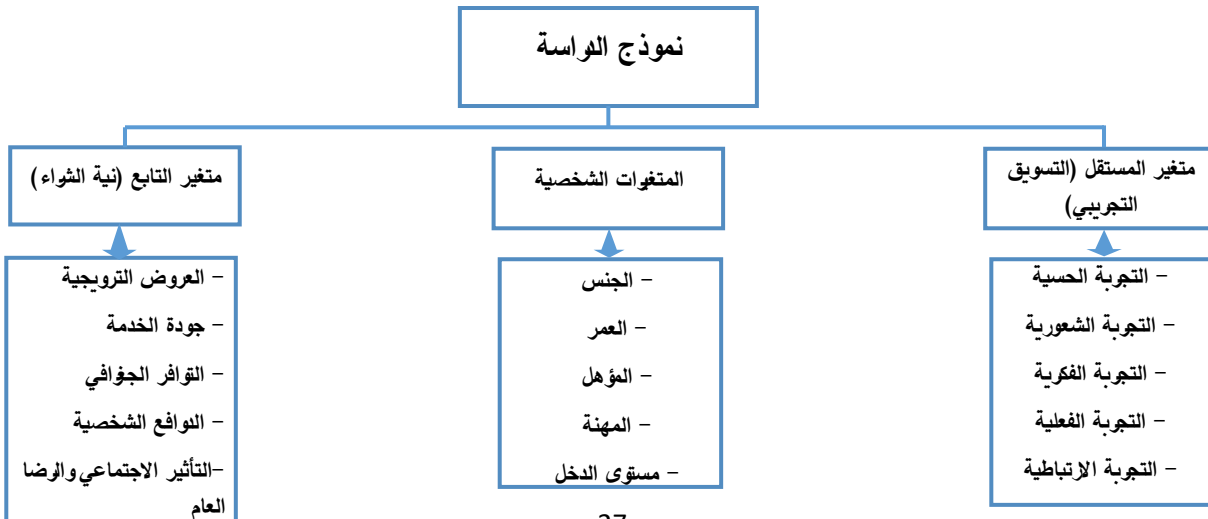 نموذج الدراسة
متغير المستقل (التسويق
التجريبي)
المتغيرات الشخصية
متغير التابع (نية الشراء)
- التجربة الحسية
- التجربة الشعورية
- التجربة الفكرية
- التجربة الفعلية
- التجربة الارتباطية
- الجنس
- العمر
- المؤهل
- المهنة
- مستوى الدخل
- العروض الترويجية
- جودة الخدمة
- التوافر الجغرافي
- الدوافع الشخصية
-التأثير الاجتماعي والرضا
العام